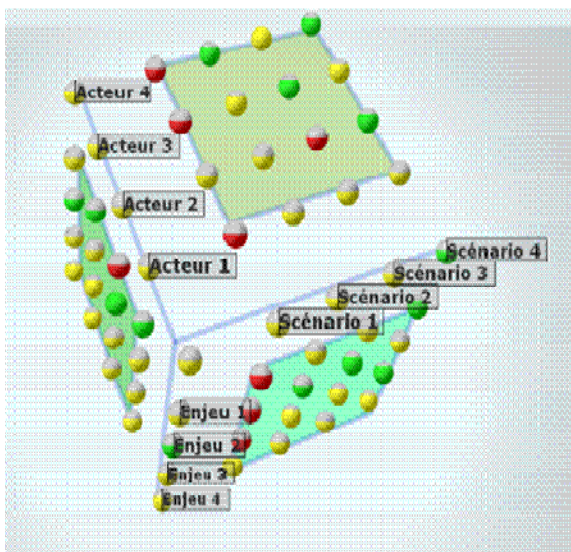 Acteur 4
Acteur 3
Acteur 2
Acteur 1
Scénario 4
Scénario 3
Scénario 2
Scénario 1
Enjeu 1
Enjeu 2
Enjeu 3
Enjeu 4